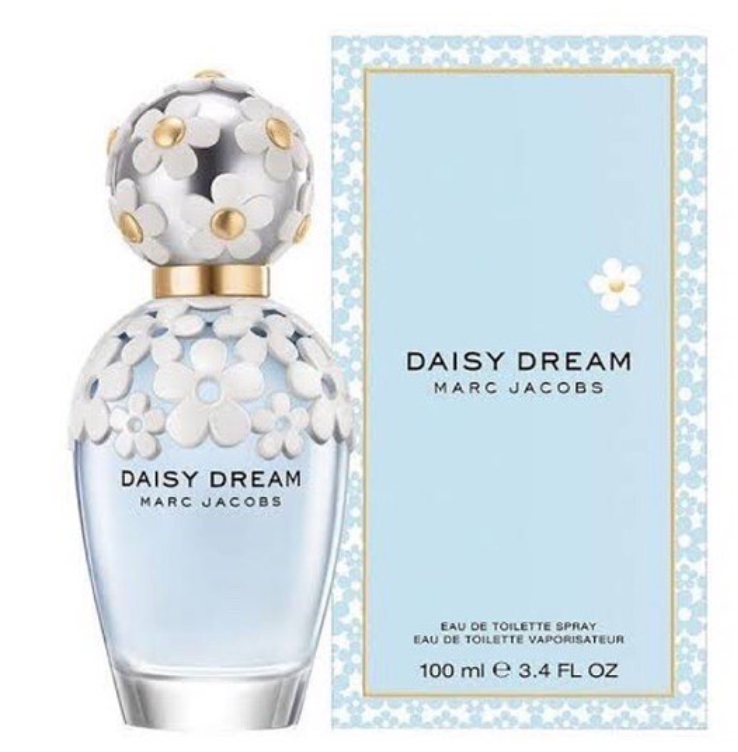 DAISY DREAM
MARC JACOBS
DAISY DREAM
MARC JACOBS
EAU DE TOILETTE SPRAY
EAU DE TOILETTE VAPORISATEUR
100 ml ℮ 3.4 FL OZ